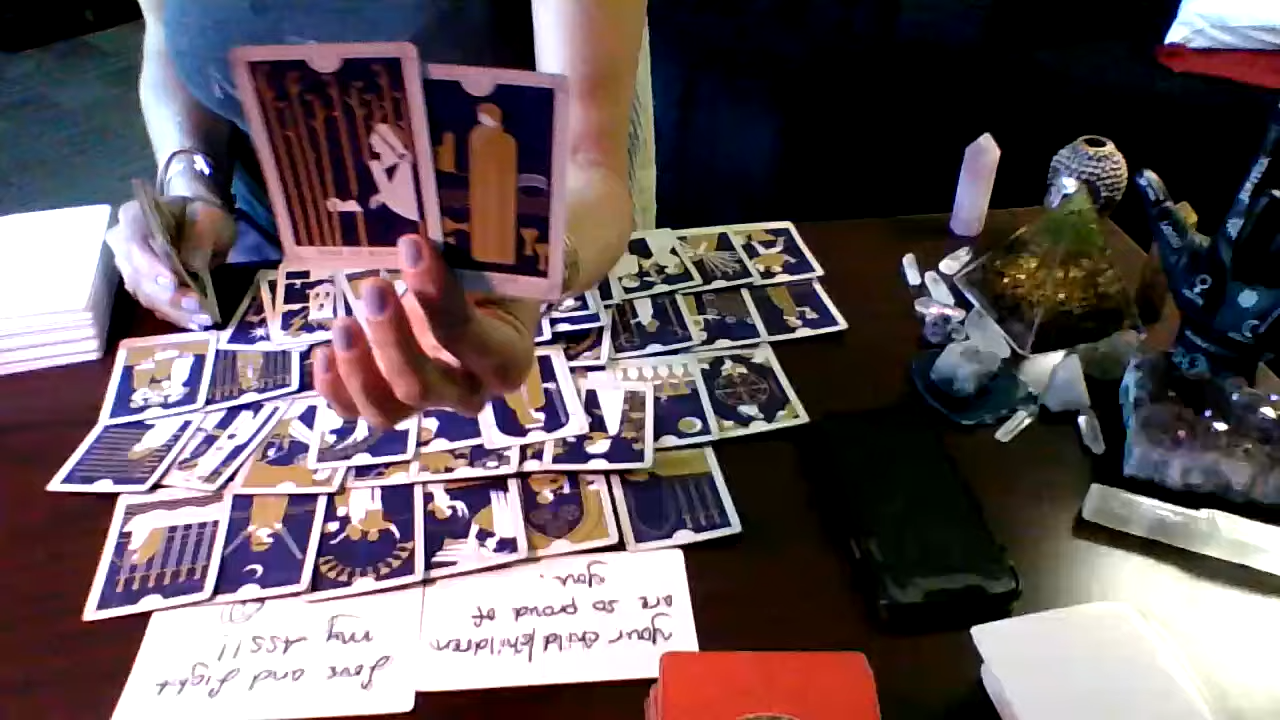 your child/children
are so proud of
you.
Love and Light
my ASS!!